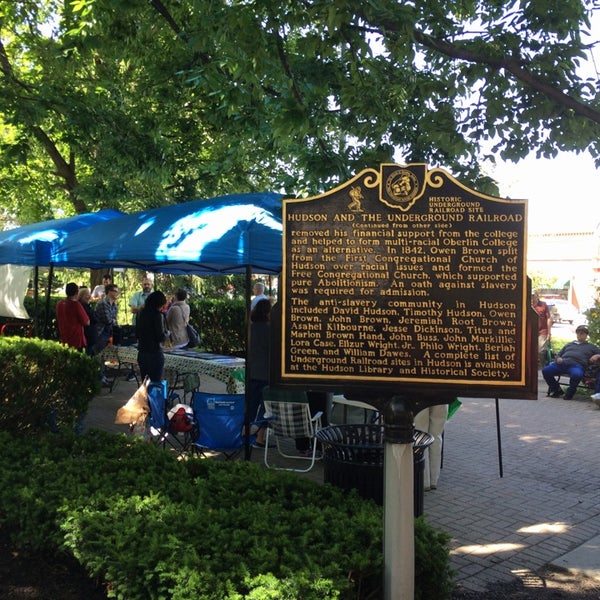 HISTORIC
UNDERGROUND
RAILROAD SITE
HUDSON AND THE UNDERGROUND RAILROAD
(Continued from other side)
removed his financial support from the college
and helped to form multi-racial Oberlin College
as an alternative. In 1842, Owen Brown split
from the First Congregational Church of
Hudson over racial issues and formed the
Free Congregational Church, which supported
pure Abolitionism. An oath against slavery
was required for admission.
The anti-slavery community in Hudson
included David Hudson, Timothy Hudson, Owen
Brown, John Brown, Jeremiah Root Brown,
Asahel Kilbourne, Jesse Dickinson, Titus and
Marion Brown Hand, John Buss, John Markillie,
Lora Case, Elizur Wright Jr., Philo Wright, Beriah
Green, and William Dawes. A complete list of
Underground Railroad sites in Hudson is available
at the Hudson Library and Historical Society.